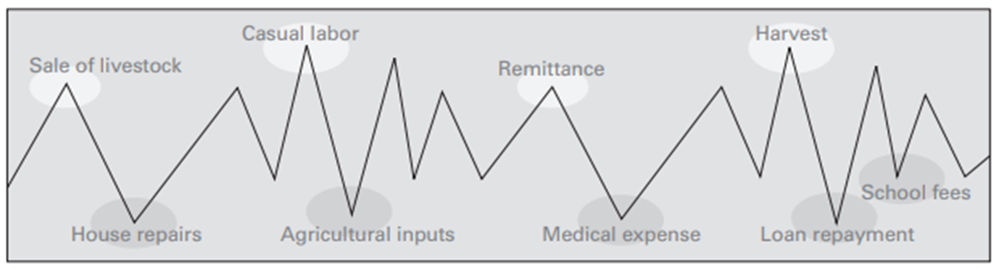 Casual labor
Harvest
Sale of livestock
Remittance
School fees
House repairs
Agricultural inputs
Medical expense
Loan repayment